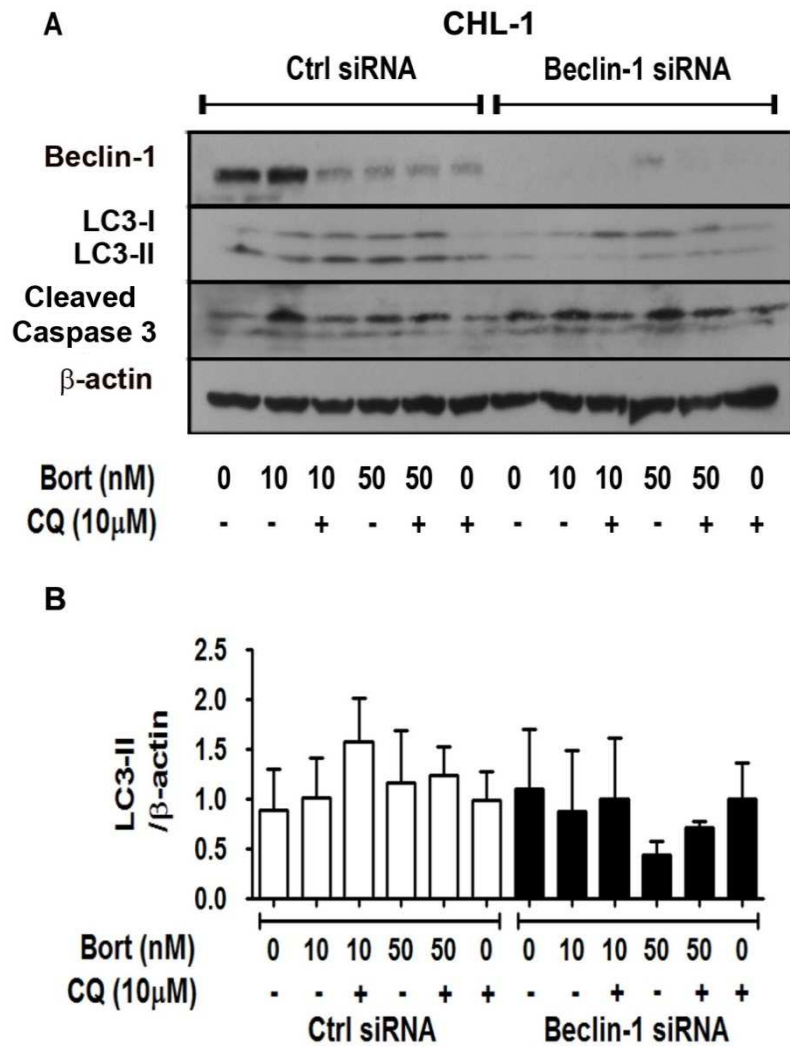 A
CHL-1
Ctrl siRNA Beclin-1 siRNA
Beclin-1
LC3-I
LC3-II
Cleaved
Caspase 3
β-actin
Bort (nM) 0 10 10 50 50 0 0 10 10 50 50 0
CQ (10μM) - - + - + + - - + - + +
B
2.5
2.0
1.5
1.0
0.5
0.0
LC3-II
/β-actin
Bort (nM) 0 10 10 50 50 0 0 10 10 50 50 0
CQ (10μM) - - + - + + - - + - + +
Ctrl siRNA Beclin-1 siRNA